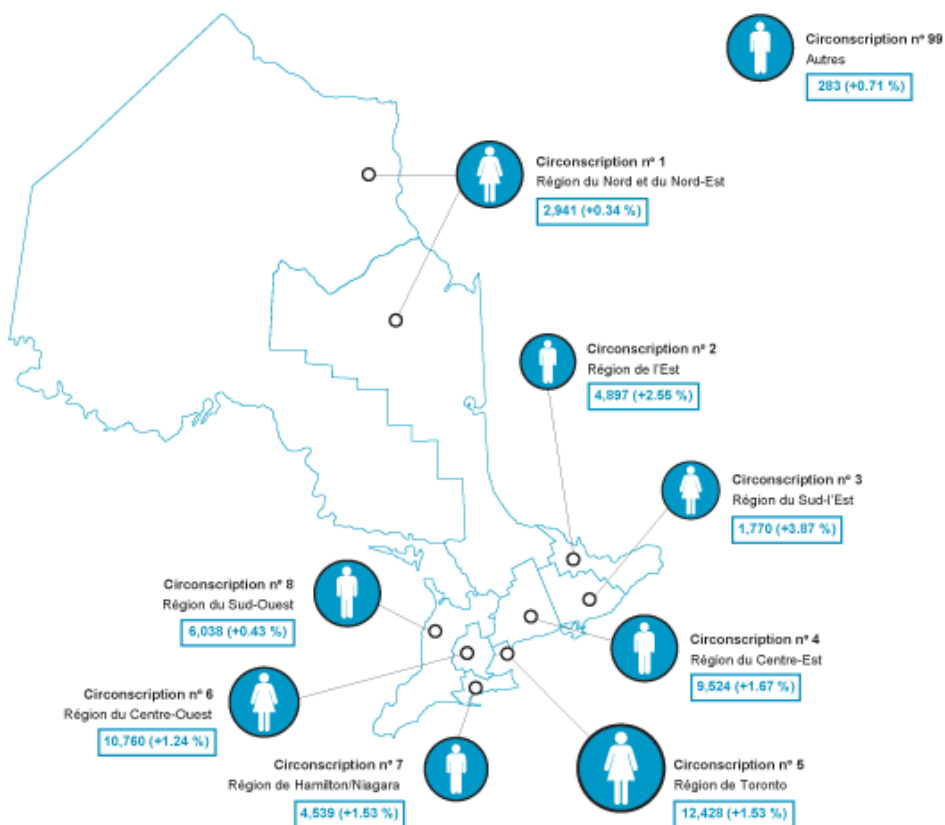 Circonscription nº 99
Autres
283 (+0.71 %)
Circonscription nº 1
Région du Nord et du Nord-Est
2,941 (+0.34 %)
Circonscription nº 2
Région de l'Est
4,897 (+2.55 %)
Circonscription nº 3
Région du Sud-l'Est
1,770 (+3.87 %)
Circonscription nº 8
Région du Sud-Ouest
6,038 (+0.43 %)
Circonscription nº 4
Région du Centre-Est
9,524 (+1.67 %)
Circonscription nº 6
Région du Centre-Ouest
10,760 (+1.24 %)
Circonscription nº 7
Région de Hamilton/Niagara
4,539 (+1.53 %)
Circonscription nº 5
Région de Toronto
12,428 (+1.53 %)